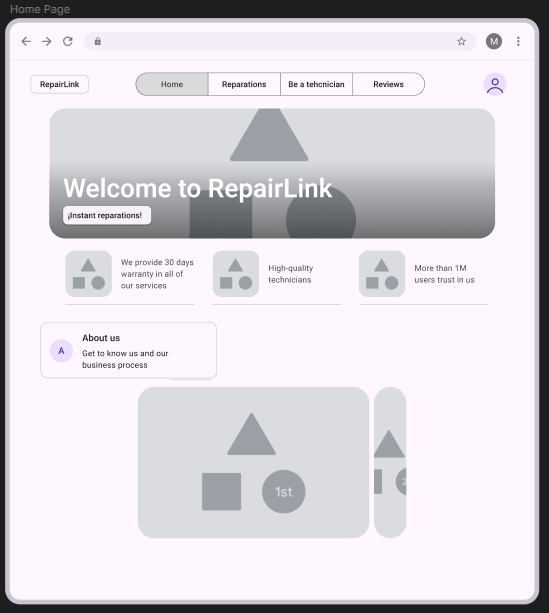 Home Page
M
RepairLink
Home
Reparations
Be a tehcnician
Reviews
Welcome to RepairLink
¡Instant reparations!
We provide 30 days
warranty in all of
our services
High-quality
technicians
More than 1M
users trust in us
A
About us
Get to know us and our
business process
1st